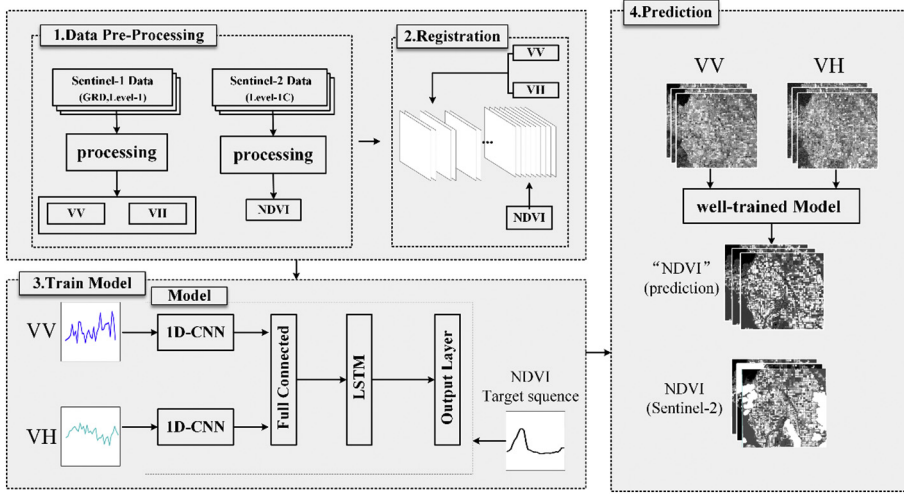 1.Data Pre-Processing
Sentinel-1 Data
(GRD,Level-1)
Sentinel-2 Data
(Level-1C)
processing
processing
VV
VH
NDVI
2.Registration
VV
VH
...
NDVI
3.Train Model
Model
VV
1D-CNN
VH
1D-CNN
Full Connected
LSTM
Output Layer
NDVI
Target squence
4.Prediction
VV
VH
well-trained Model
“NDVI”
(prediction)
NDVI
(Sentinel-2)